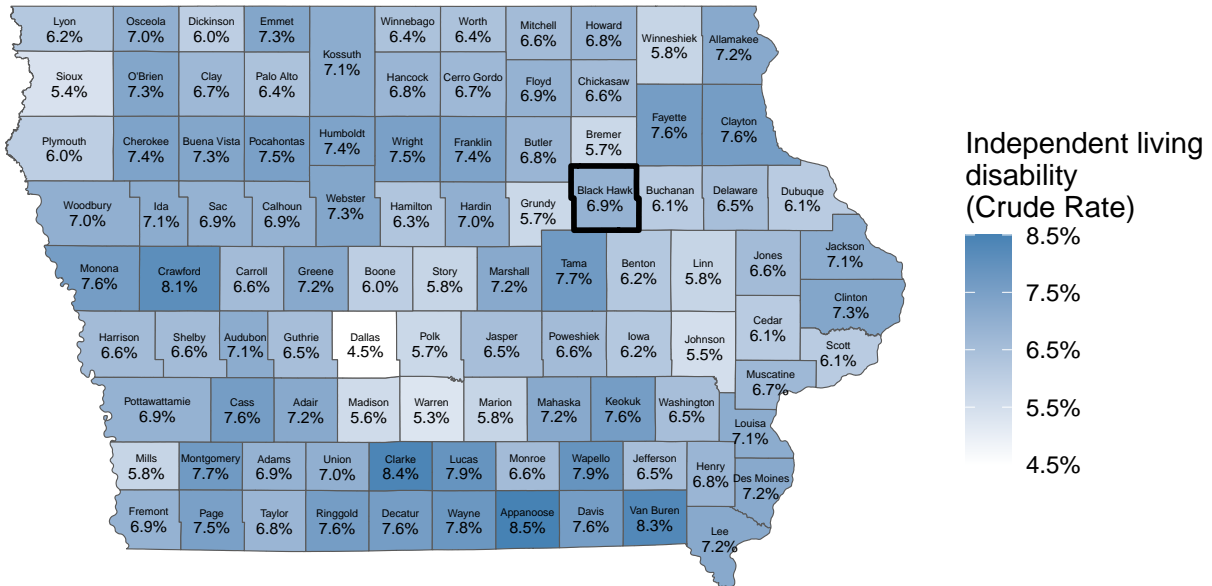 Lyon
6.2%
Osceola
7.0%
Dickinson
6.0%
Emmet
7.3%
Kossuth
7.1%
Winnebago
6.4%
Worth
6.4%
Mitchell
6.6%
Howard
6.8%
Winneshiek
5.8%
Allamakee
7.2%
Sioux
5.4%
O'Brien
7.3%
Clay
6.7%
Palo Alto
6.4%
Hancock
6.8%
Cerro Gordo
6.7%
Floyd
6.9%
Chickasaw
6.6%
Fayette
7.6%
Clayton
7.6%
Plymouth
6.0%
Cherokee
7.4%
Buena Vista
7.3%
Pocahontas
7.5%
Humboldt
7.4%
Wright
7.5%
Franklin
7.4%
Butler
6.8%
Bremer
5.7%
Woodbury
7.0%
Ida
7.1%
Sac
6.9%
Calhoun
6.9%
Webster
7.3%
Hamilton
6.3%
Hardin
7.0%
Grundy
5.7%
Black Hawk
6.9%
Buchanan
6.1%
Delaware
6.5%
Dubuque
6.1%
Monona
7.6%
Crawford
8.1%
Carroll
6.6%
Greene
7.2%
Boone
6.0%
Story
5.8%
Marshall
7.2%
Tama
7.7%
Benton
6.2%
Linn
5.8%
Jones
6.6%
Jackson
7.1%
Clinton
7.3%
Harrison
6.6%
Shelby
6.6%
Audubon
7.1%
Guthrie
6.5%
Dallas
4.5%
Polk
5.7%
Jasper
6.5%
Poweshiek
6.6%
Iowa
6.2%
Johnson
5.5%
Cedar
6.1%
Scott
6.1%
Muscatine
6.7%
Pottawattamie
6.9%
Cass
7.6%
Adair
7.2%
Madison
5.6%
Warren
5.3%
Marion
5.8%
Mahaska
7.2%
Keokuk
7.6%
Washington
6.5%
Louisa
7.1%
Mills
5.8%
Montgomery
7.7%
Adams
6.9%
Union
7.0%
Clarke
8.4%
Lucas
7.9%
Monroe
6.6%
Wapello
7.9%
Jefferson
6.5%
Henry
6.8%
Des Moines
7.2%
Fremont
6.9%
Page
7.5%
Taylor
6.8%
Ringgold
7.6%
Decatur
7.6%
Wayne
7.8%
Appanoose
8.5%
Davis
7.6%
Van Buren
8.3%
Lee
7.2%
Independent living
disability
(Crude Rate)
8.5%
7.5%
6.5%
5.5%
4.5%